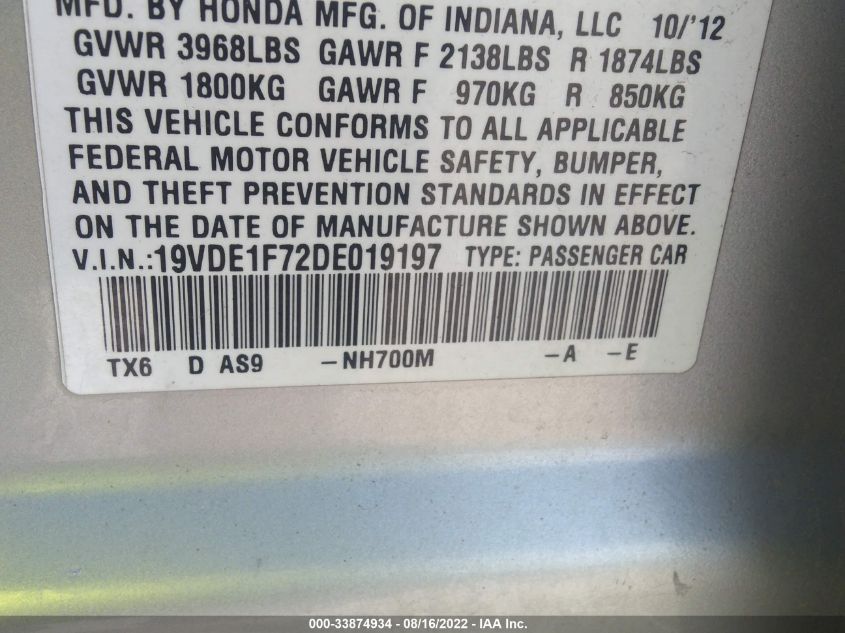 MFD. BY HONDA MFG. OF INDIANA, LLC 10/'12
GVWR 3968LBS GAWR F 2138LBS R 1874LBS
GVWR 1800KG GAWR F 970KG R 850KG
THIS VEHICLE CONFORMS TO ALL APPLICABLE
FEDERAL MOTOR VEHICLE SAFETY, BUMPER,
AND THEFT PREVENTION STANDARDS IN EFFECT
ON THE DATE OF MANUFACTURE SHOWN ABOVE.
V.I.N.:19VDE1F72DE019197 TYPE: PASSENGER CAR
TX6 D AS9 -NH700M -A -E
000-33874934 - 08/16/2022 - IAA Inc.